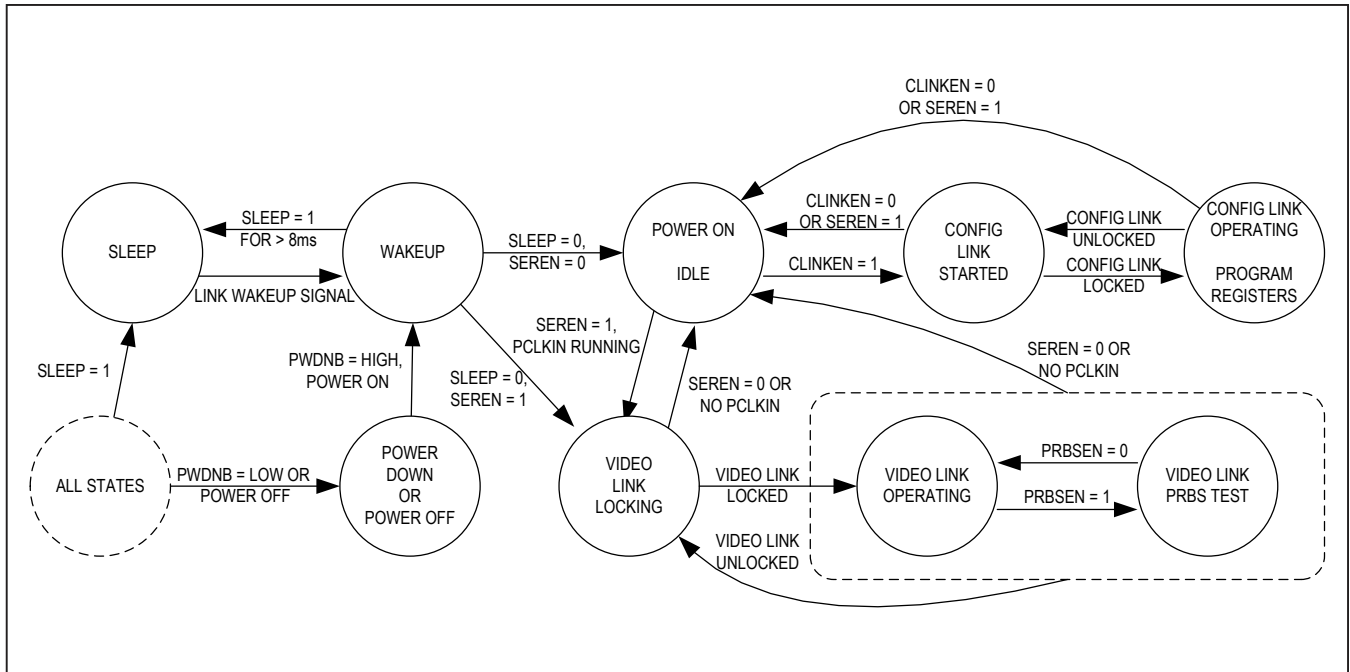 CLINKEN = 0
OR SEREN = 1
SLEEP = 1
FOR > 8ms
SLEEP
LINK WAKEUP SIGNAL
WAKEUP
SLEEP = 0,
SEREN = 0
POWER ON
IDLE
CLINKEN = 0
OR SEREN = 1
CLINKEN = 1
CONFIG
LINK
STARTED
CONFIG LINK
UNLOCKED
CONFIG LINK
LOCKED
CONFIG LINK
OPERATING
PROGRAM
REGISTERS
SLEEP = 1
PWDNB = HIGH,
POWER ON
SLEEP = 0,
SEREN = 1
SEREN = 1,
PCLKIN RUNNING
SEREN = 0 OR
NO PCLKIN
SEREN = 0 OR
NO PCLKIN
ALL STATES
PWDNB = LOW OR
POWER OFF
POWER
DOWN
OR
POWER OFF
VIDEO
LINK
LOCKING
VIDEO LINK
LOCKED
VIDEO LINK
OPERATING
PRBSEN = 0
PRBSEN = 1
VIDEO LINK
PRBS TEST
VIDEO LINK
UNLOCKED